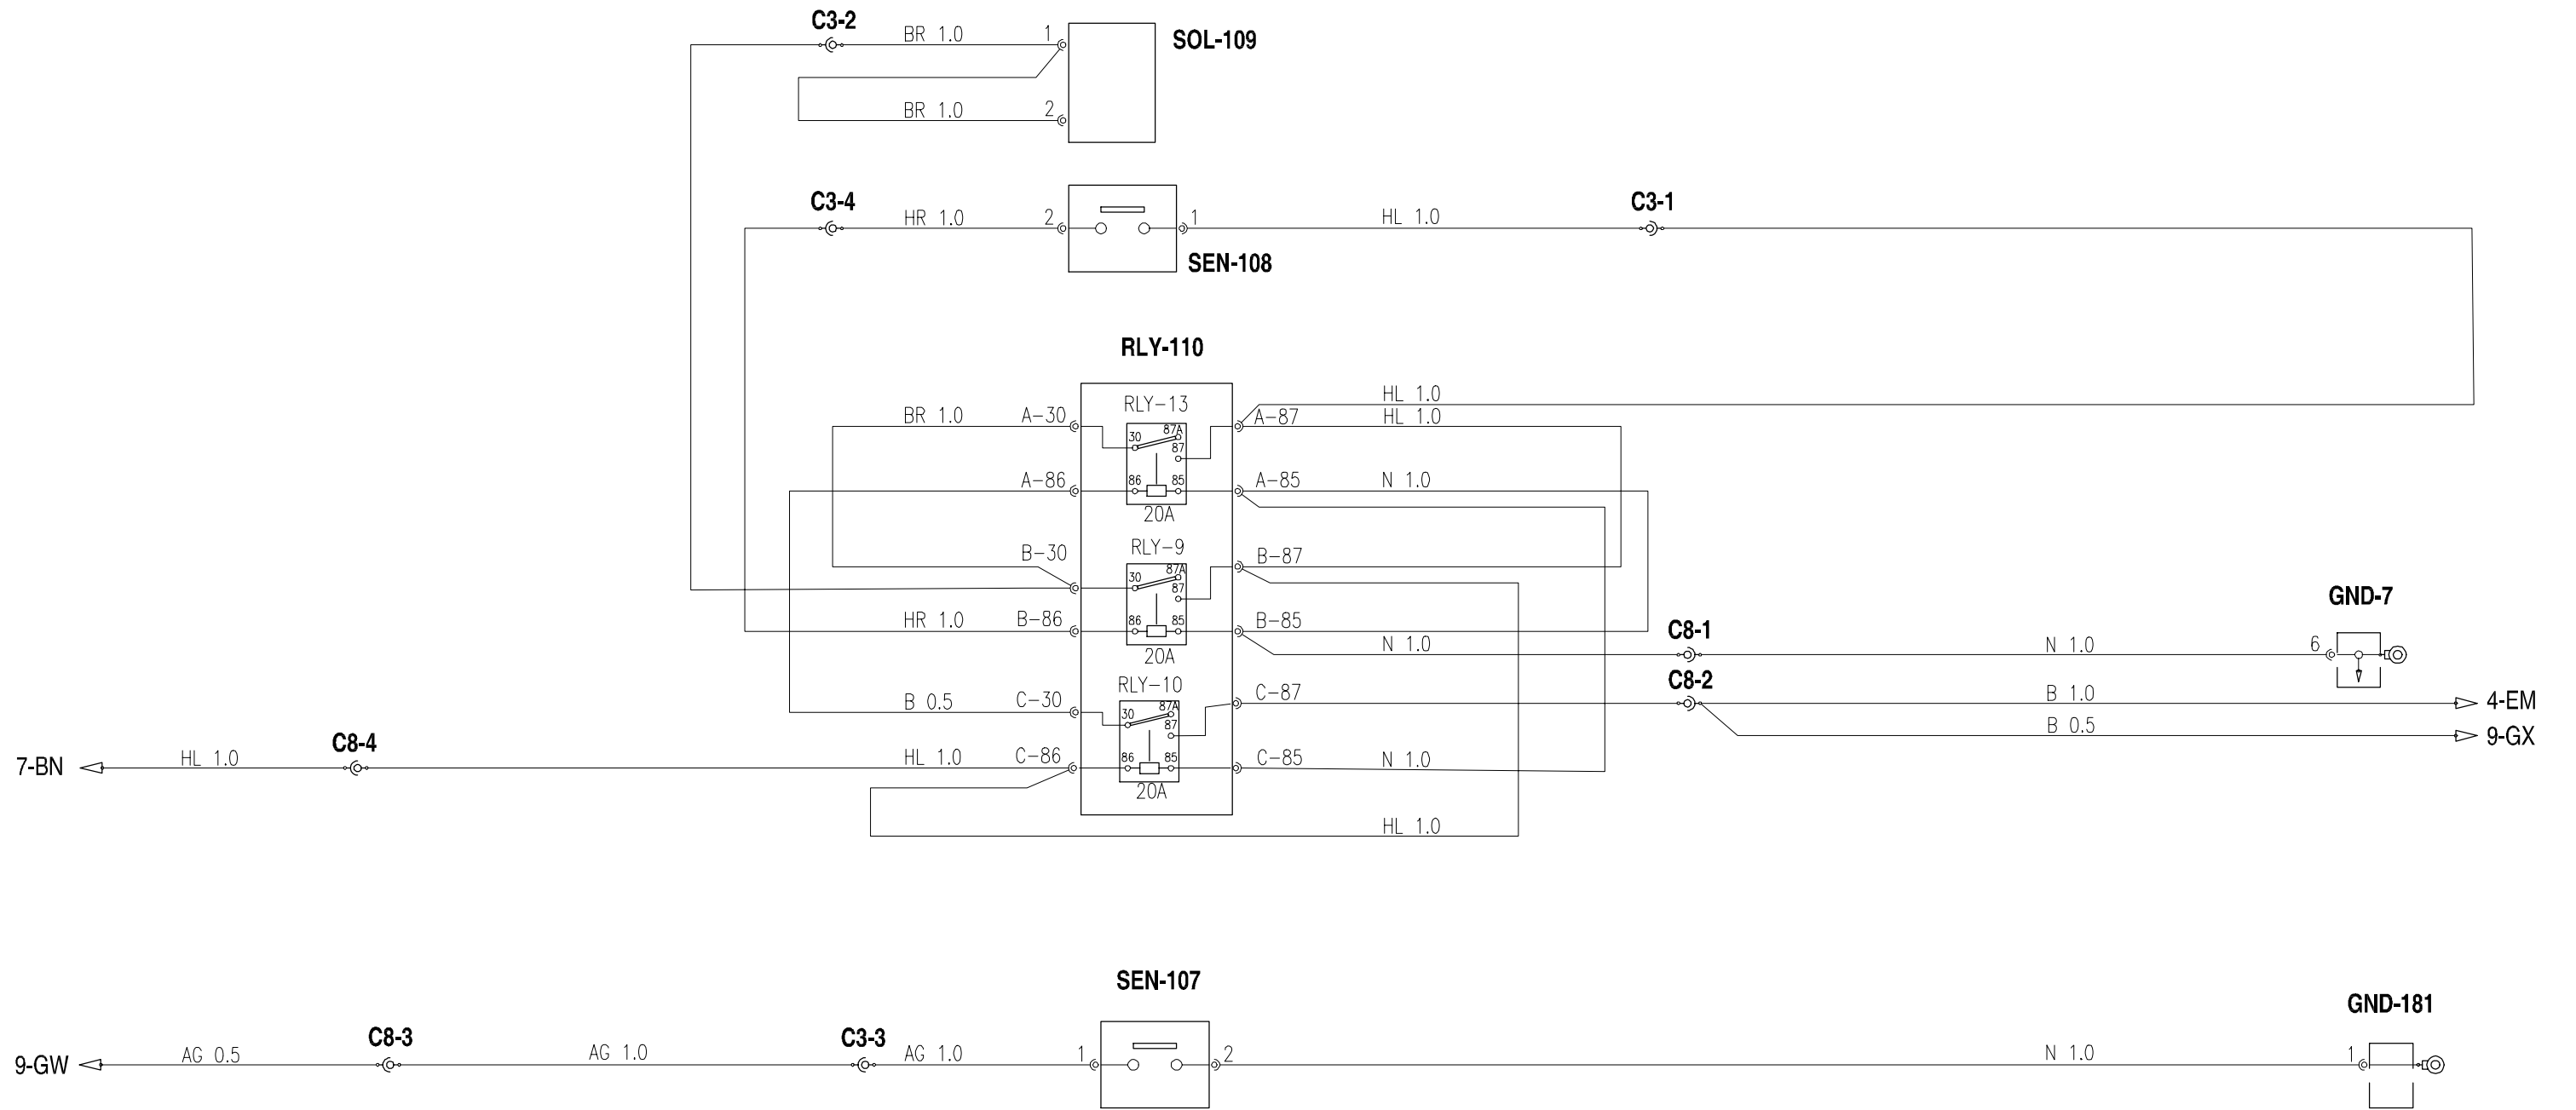 C3-2
BR 1.0
1
SOL-109
BR 1.0
2
C3-4
HR 1.0
2
1
HL 1.0
C3-1
SEN-108
RLY-110
HL 1.0
BR 1.0
A-30
RLY-13
A-87
HL 1.0
30
87A
87
A-86
86
85
A-85
N 1.0
20A
B-30
RLY-9
B-87
30
87A
87
GND-7
HR 1.0
B-86
86
85
B-85
C8-1
N 1.0
N 1.0
6
20A
RLY-10
C8-2
B 0.5
C-30
30
87A
87
C-87
B 1.0
4-EM
B 0.5
9-GX
7-BN
HL 1.0
C8-4
HL 1.0
C-86
86
85
C-85
N 1.0
20A
HL 1.0
SEN-107
GND-181
9-GW
AG 0.5
C8-3
AG 1.0
C3-3
AG 1.0
1
2
N 1.0
1